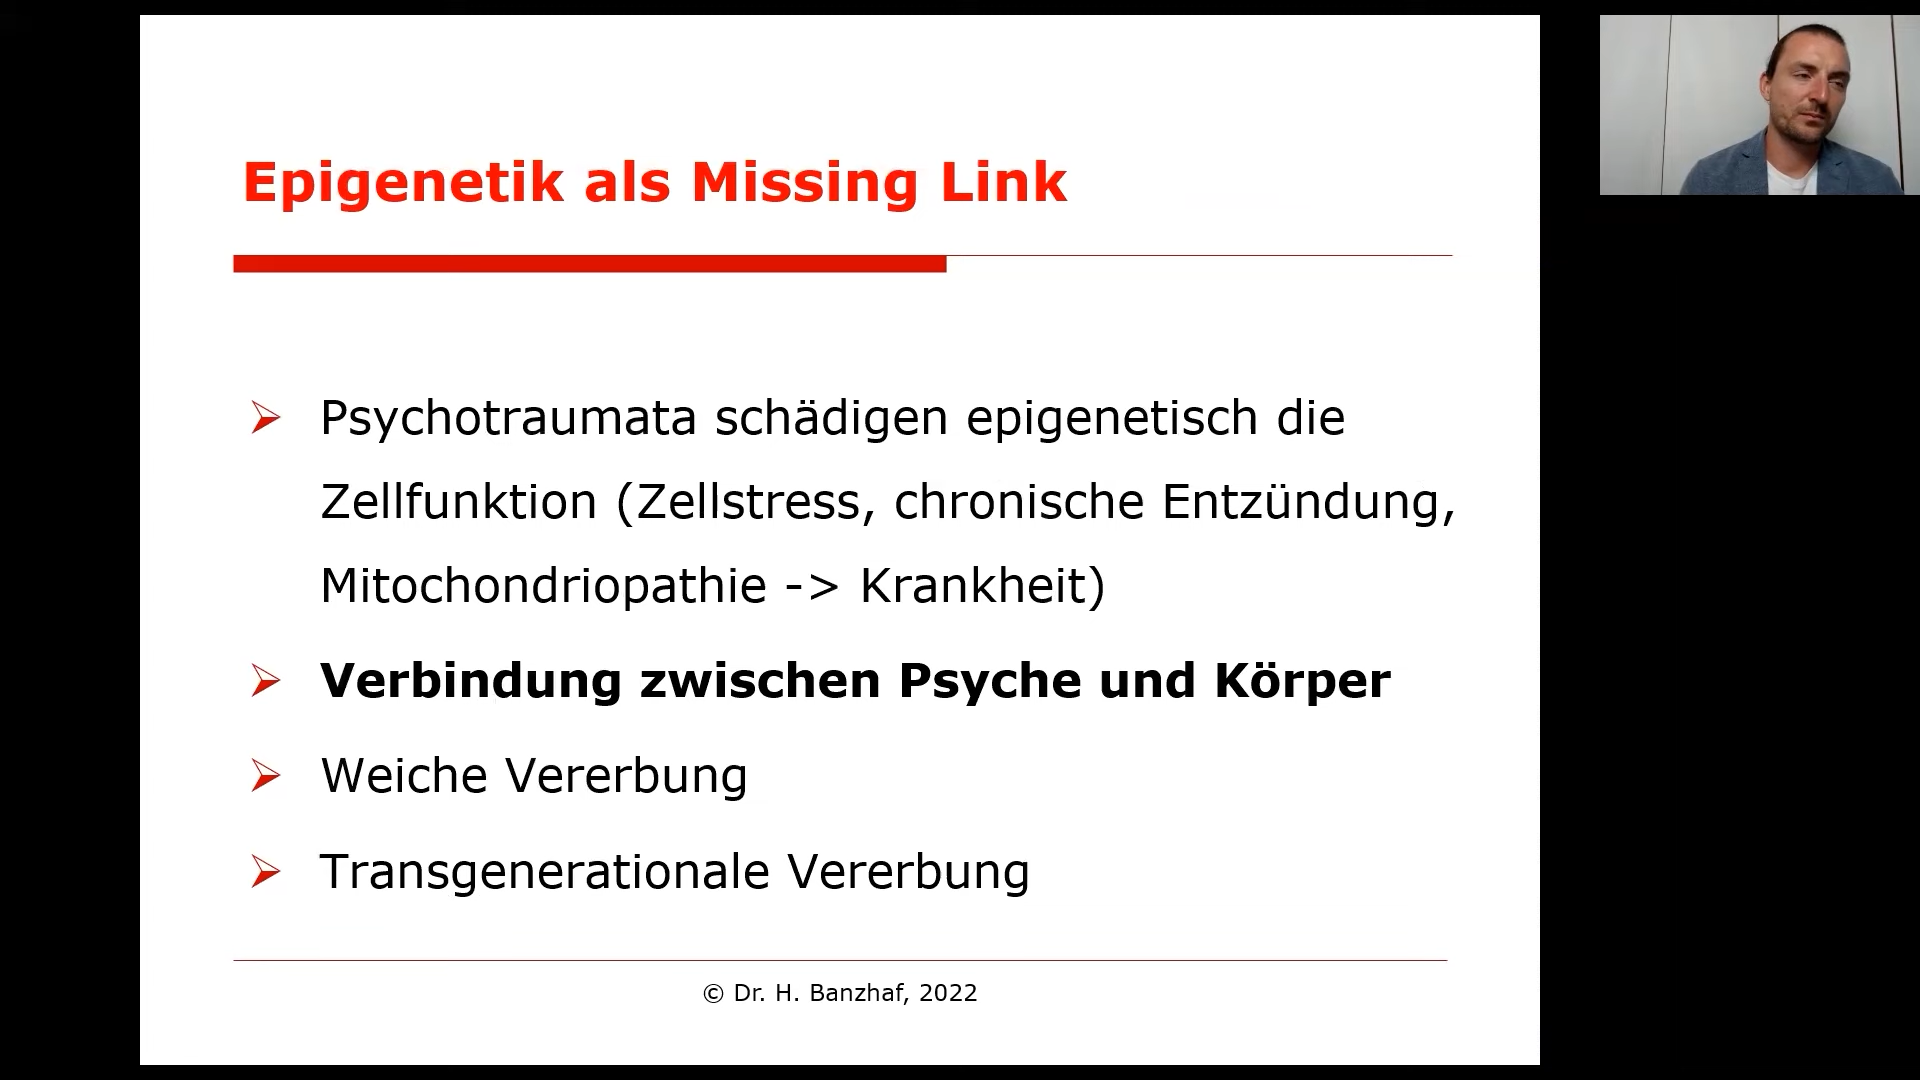 Epigenetik als Missing Link
Psychotraumata schädigen epigenetisch die
Zellfunktion (Zellstress, chronische Entzündung,
Mitochondriopathie -> Krankheit)
Verbindung zwischen Psyche und Körper
Weiche Vererbung
Transgenerationale Vererbung
© Dr. H. Banzhaf, 2022